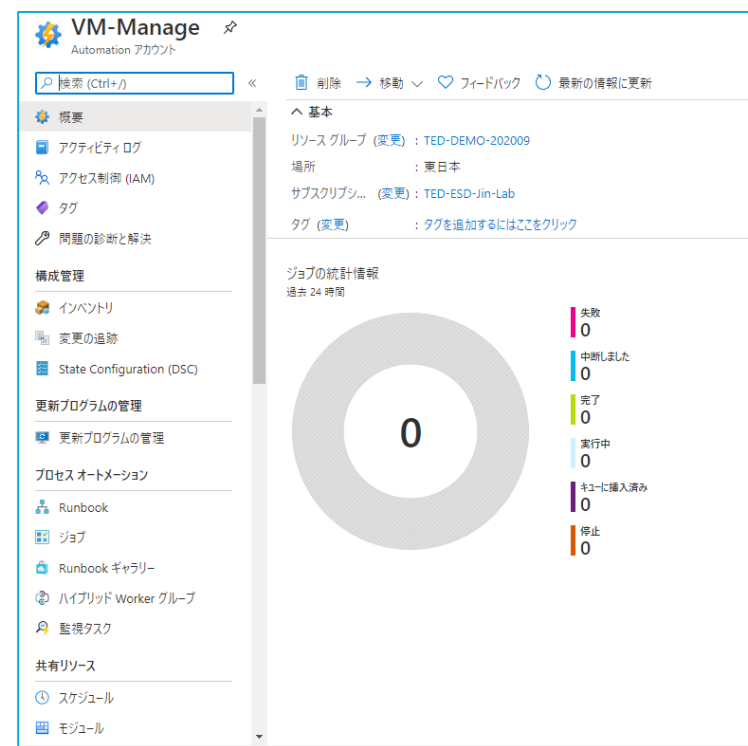 VM-Manage
Automation アカウント
検索 (Ctrl+/)
«
削除 移動 フィードバック 最新の情報に更新
概要
アクティビティ ログ
アクセス制御 (IAM)
タグ
問題の診断と解決
構成管理
インベントリ
変更の追跡
State Configuration (DSC)
更新プログラムの管理
更新プログラムの管理
プロセス オートメーション
Runbook
ジョブ
Runbook ギャラリー
ハイブリッド Worker グループ
監視タスク
共有リソース
スケジュール
モジュール
基本
リソース グループ (変更) : TED-DEMO-202009
場所 : 東日本
サブスクリプシ... (変更) : TED-ESD-Jin-Lab
タグ (変更) : タグを追加するにはここをクリック
ジョブの統計情報
過去 24 時間
0
失敗
0
中断しました
0
完了
0
実行中
0
キューに挿入済み
0
停止
0